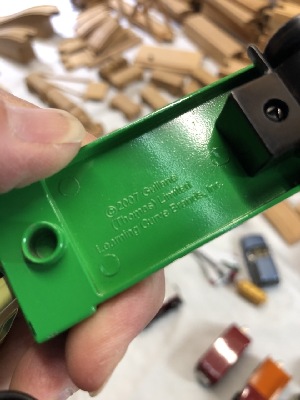 © 2007 Gullane
(Thomas) Limited
Learning Curve Brands, Inc.